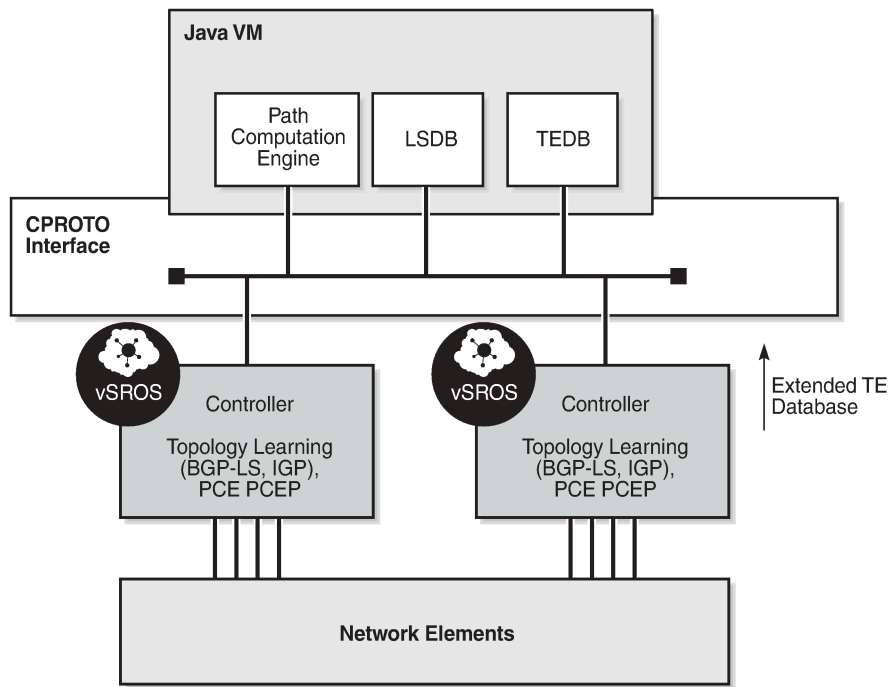 Java VM
Path
Computation
Engine
LSDB
TEDB
CPROTO
Interface
vSROS
Controller
Topology Learning
(BGP-LS, IGP),
PCE PCEP
vSROS
Controller
Topology Learning
(BGP-LS, IGP),
PCE PCEP
Extended TE
Database
Network Elements